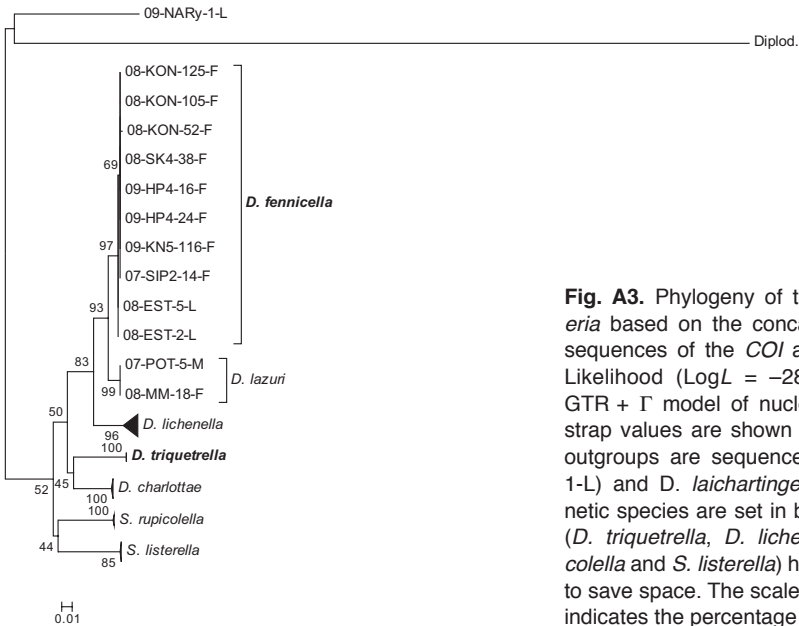 09-NARy-1-L
Diplod.
08-KON-125-F
08-KON-105-F
08-KON-52-F
69
08-SK4-38-F
09-HP4-16-F
D. fennicella
09-HP4-24-F
97
09-KN5-116-F
07-SIP2-14-F
93
08-EST-5-L
08-EST-2-L
83
07-POT-5-M
D. lazuri
99
08-MM-18-F
50
D. lichenella
96
100
D. triquetrella
52
45
D. charlottae
100
100
S. rupicolella
44
S. listerella
85
0.01
Fig. A3. Phylogeny of t
eria based on the conca
sequences of the COI a
Likelihood (LogL = –28
GTR + Γ model of nucle
strap values are shown
outgroups are sequence
1-L) and D. laichartinge
netic species are set in b
(D. triquetrella, D. liche
colella and S. listerella) h
to save space. The scale
indicates the percentage